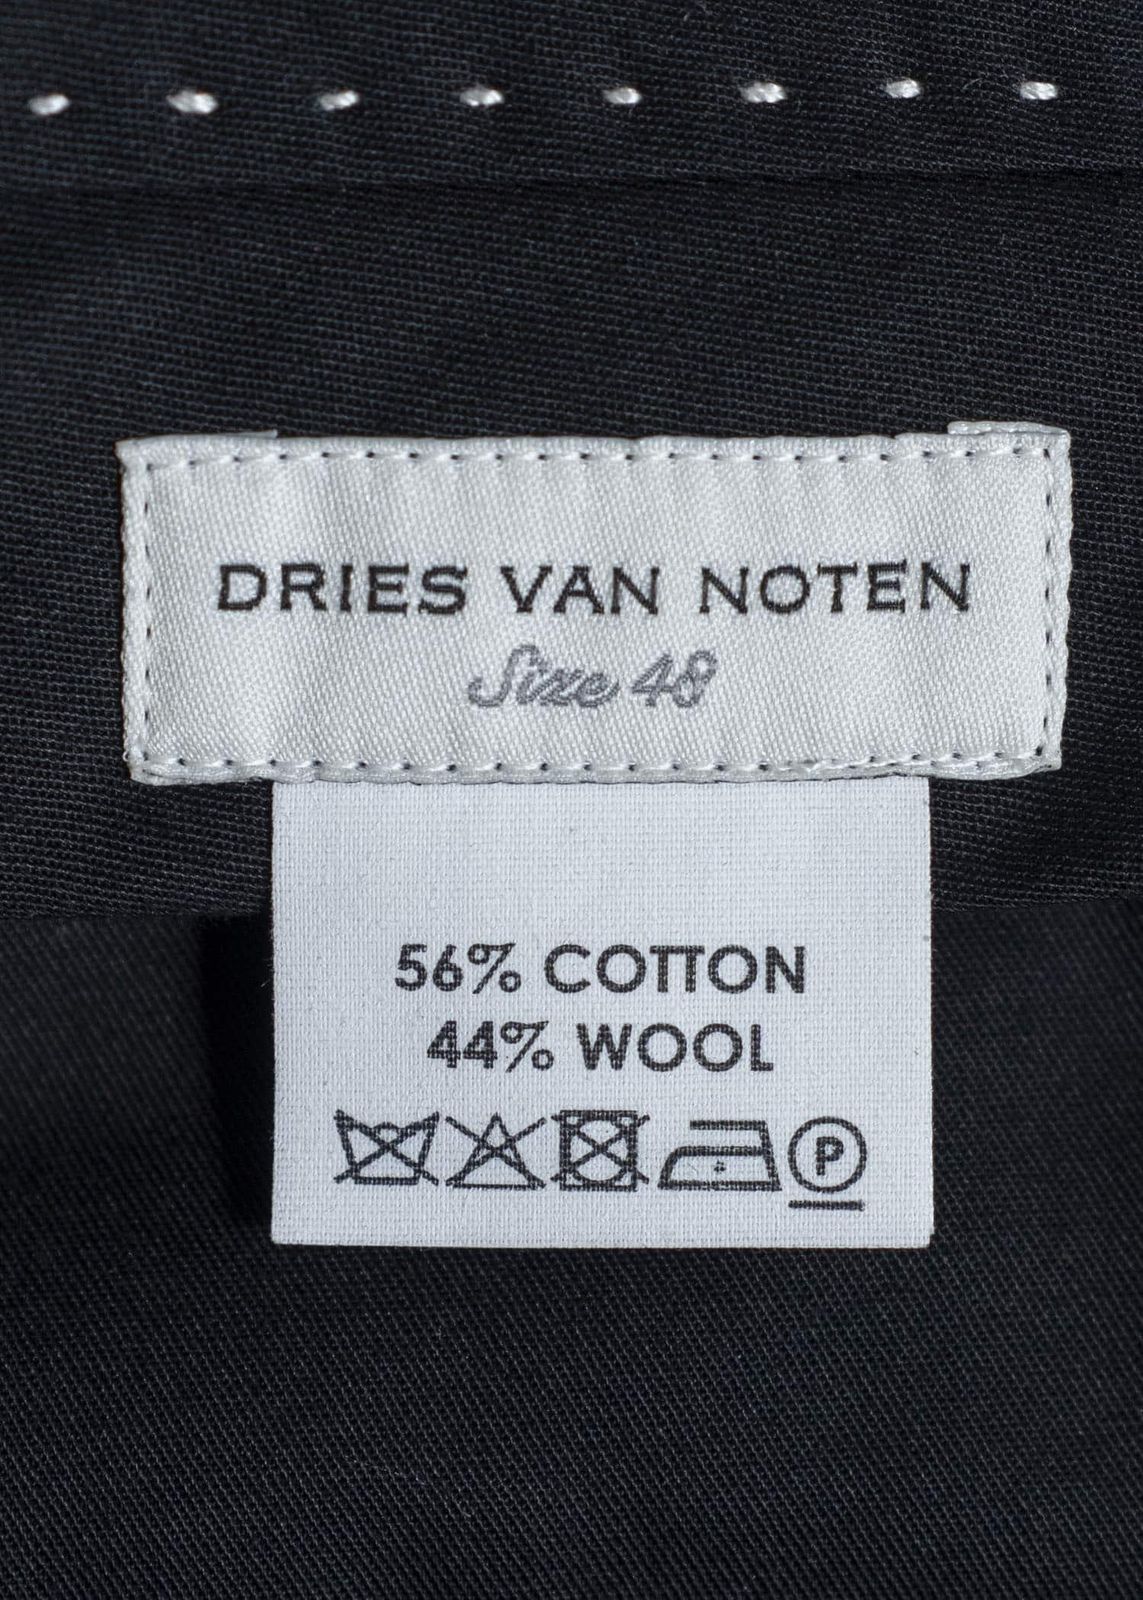 DRIES VAN NOTEN
Size 48
56% COTTON
44% WOOL
P